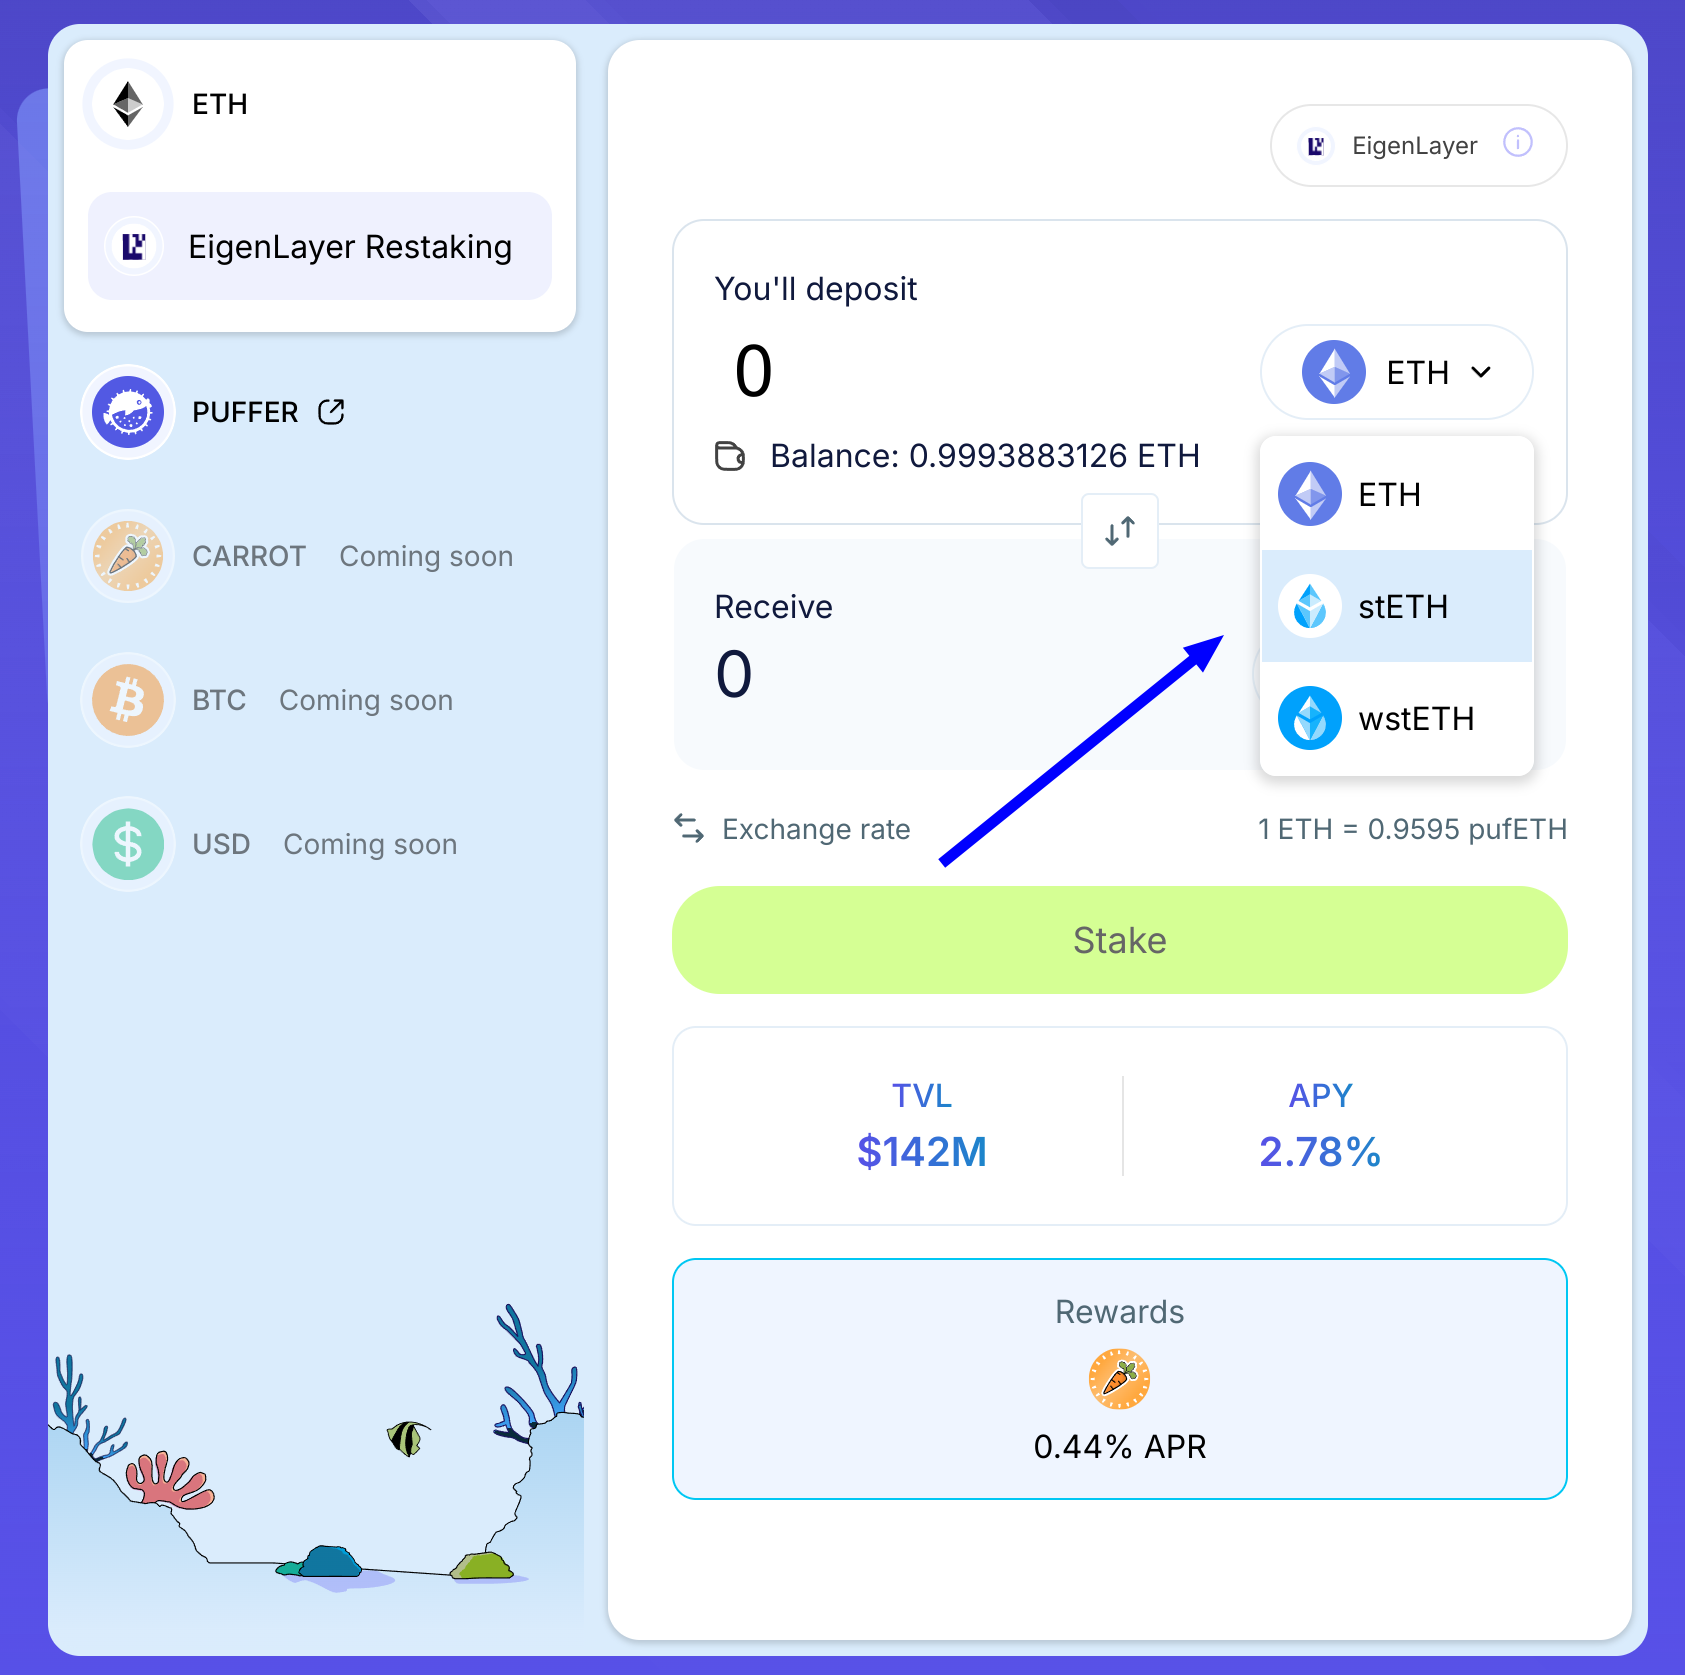 ETH
EigenLayer Restaking
PUFFER
CARROT Coming soon
BTC Coming soon
USD Coming soon
EigenLayer
You'll deposit
0
ETH
Balance: 0.9993883126 ETH
ETH
stETH
wstETH
Receive
0
Exchange rate
1 ETH = 0.9595 pufETH
Stake
TVL
$142M
APY
2.78%
Rewards
0.44% APR